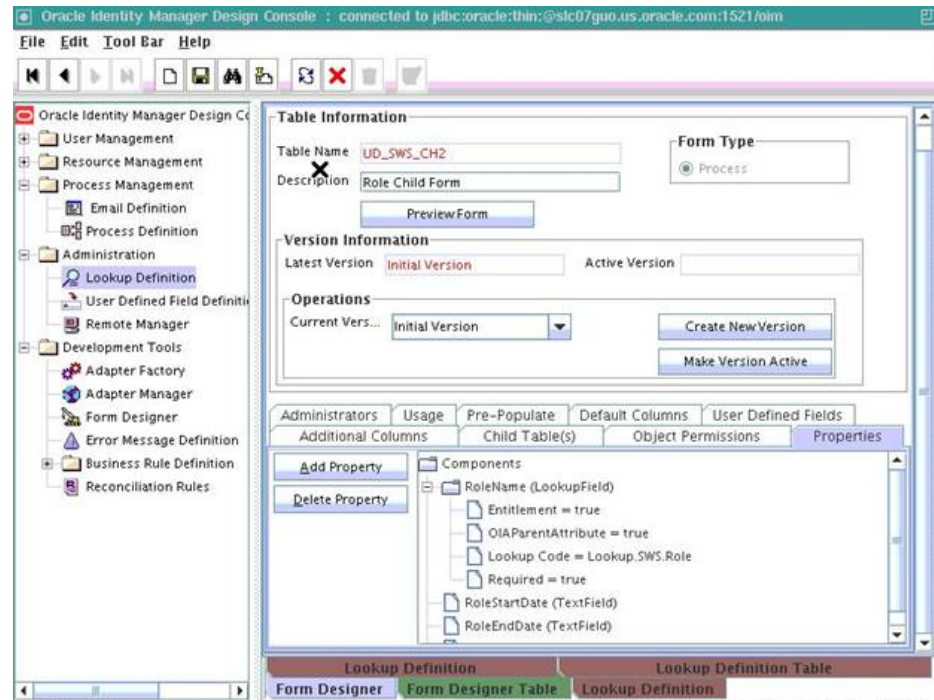 Oracle Identity Manager Design Console : connected to jdbc:oracle:thin:@slc07guo.us.oracle.com:1521/oim
File Edit Tool Bar Help
Oracle Identity Manager Design Co
User Management
Resource Management
Process Management
Email Definition
Process Definition
Administration
Lookup Definition
User Defined Field Definiti
Remote Manager
Development Tools
Adapter Factory
Adapter Manager
Form Designer
Error Message Definition
Business Rule Definition
Reconciliation Rules
Table Information
Table Name UD_SWS_CH2
Description Role Child Form
Preview Form
Form Type
Process
Version Information
Latest Version Initial Version Active Version
Operations
Current Vers... Initial Version
Create New Version
Make Version Active
Administrators Usage Pre-Populate Default Columns User Defined Fields
Additional Columns Child Table(s) Object Permissions Properties
Add Property
Delete Property
Components
RoleName (LookupField)
Entitlement = true
OIAParentAttribute = true
Lookup Code = Lookup.SWS.Role
Required = true
RoleStartDate (TextField)
RoleEndDate (TextField)
Lookup Definition Lookup Definition Table
Form Designer Form Designer Table Lookup Definition